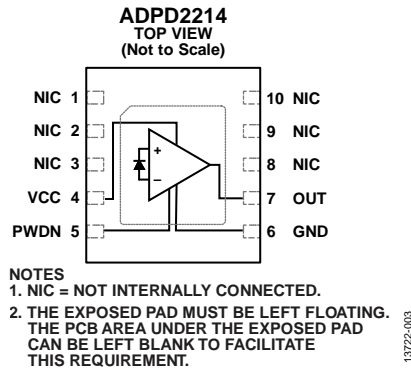 ADPD2214
TOP VIEW
(Not to Scale)
NIC 1
10 NIC
NIC 2
9 NIC
NIC 3
8 NIC
VCC 4
7 OUT
PWDN 5
6 GND
+
–
NOTES
1. NIC = NOT INTERNALLY CONNECTED.
2. THE EXPOSED PAD MUST BE LEFT FLOATING.
THE PCB AREA UNDER THE EXPOSED PAD
CAN BE LEFT BLANK TO FACILITATE
THIS REQUIREMENT.
13722-003